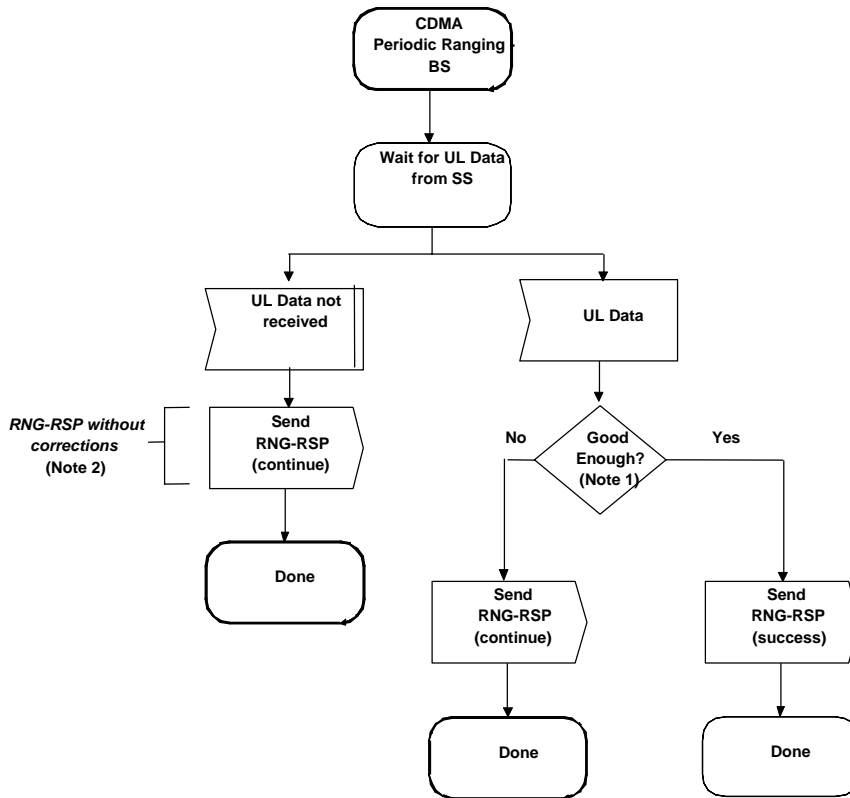 CDMA
Periodic Ranging
BS
Wait for UL Data
from SS
UL Data not
received
UL Data
RNG-RSP without
corrections
(Note 2)
Send
RNG-RSP
(continue)
No
Good
Enough?
(Note 1)
Yes
Done
Send
RNG-RSP
(continue)
Send
RNG-RSP
(success)
Done
Done